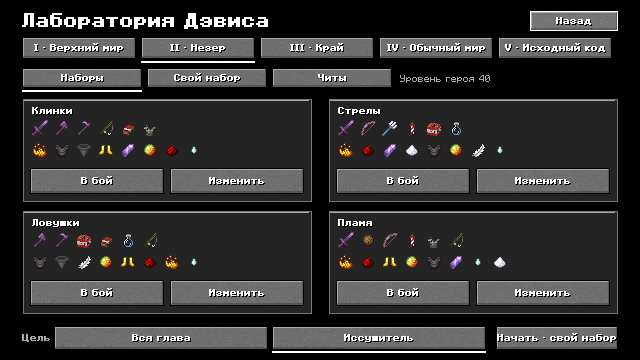 Лаборатория Дэвиса
Назад
I · Верхний мир
II · Незер
III · Край
IV · Обычный мир
V · Исходный код
Наборы
Свой набор
Читы
Уровень героя 40
Клинки
В бой
Изменить
Стрелы
В бой
Изменить
Ловушки
В бой
Изменить
Пламя
В бой
Изменить
Цель
Вся глава
Иссушитель
Начать · свой набор